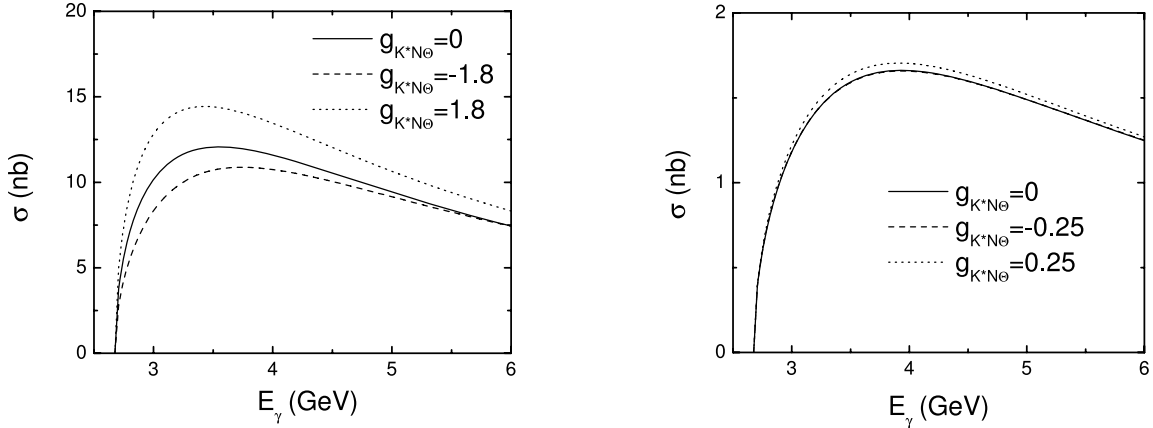 20
15
10
5
0
σ (nb)
g_{K*NΘ}=0
g_{K*NΘ}=-1.8
g_{K*NΘ}=1.8
3 4 5 6
E_γ (GeV)
2
1
0
σ (nb)
g_{K*NΘ}=0
g_{K*NΘ}=-0.25
g_{K*NΘ}=0.25
3 4 5 6
E_γ (GeV)